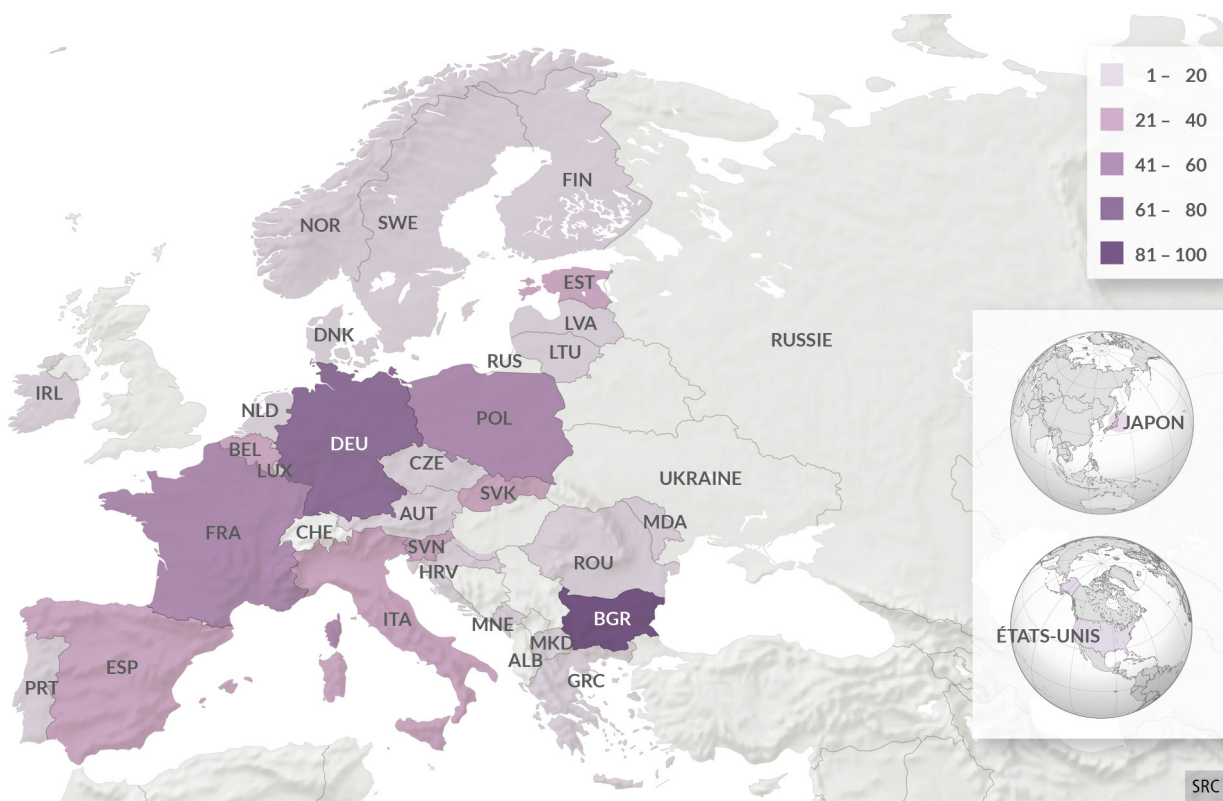 1 – 20
21 – 40
41 – 60
61 – 80
81 – 100
FIN
NOR
SWE
EST
LVA
DNK
RUSSIE
RUS
LTU
IRL
NLD
POL
JAPON
DEU
BEL
CZE
LUX
UKRAINE
SVK
AUT
MDA
FRA
CHE
SVN
ROU
HRV
ITA
BGR
MNE
ÉTATS-UNIS
MKD
ALB
ESP
GRC
PRT
SRC